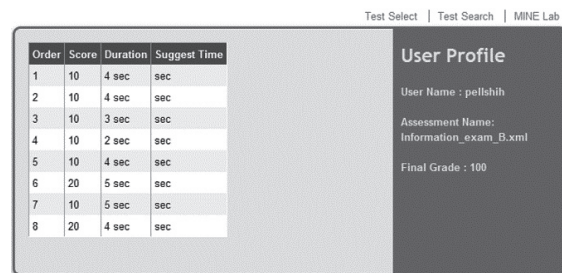 Test Select | Test Search | MINE Lab
Order Score Duration Suggest Time
1 10 4 sec sec
2 10 4 sec sec
3 10 3 sec sec
4 10 2 sec sec
5 10 4 sec sec
6 20 5 sec sec
7 10 5 sec sec
8 20 4 sec sec
User Profile
User Name : pellshih
Assessment Name:
Information_exam_B.xml
Final Grade : 100